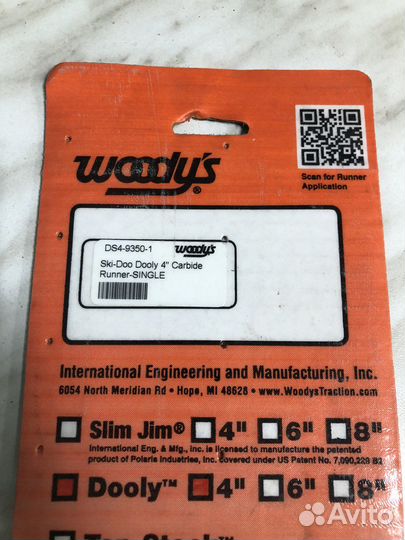 woody's®
Scan for Runner
Application
DS4-9350-1 woody's
Ski-Doo Dooly 4" Carbide
Runner-SINGLE
International Engineering and Manufacturing, Inc.
6054 North Meridian Rd • Hope, MI 48628 • www.WoodysTraction.com
Slim Jim® 4" 6" 8"
International Eng. & Mfg., Inc. is licensed to manufacture the patented
product of Polaris Industries, Inc. covered under US Patent No. 7,090,228 B2
Dooly™ 4" 6" 8"
Avito